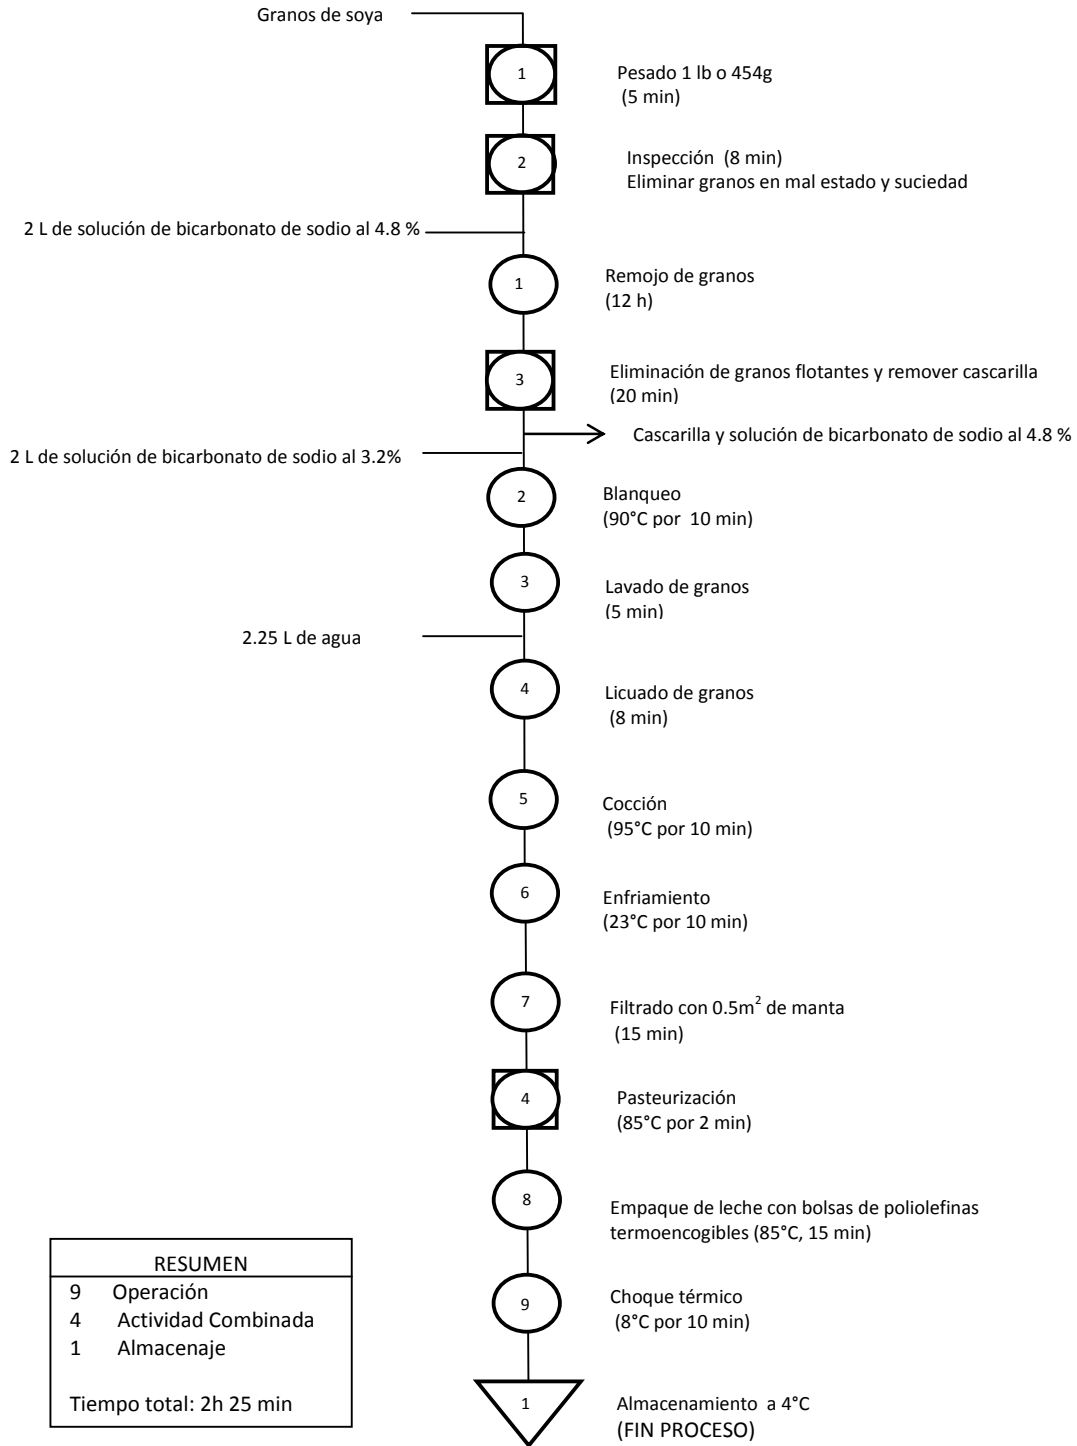 Granos de soya
1
Pesado 1 lb o 454g
(5 min)
2
Inspección (8 min)
Eliminar granos en mal estado y suciedad
2 L de solución de bicarbonato de sodio al 4.8 %
1
Remojo de granos
(12 h)
3
Eliminación de granos flotantes y remover cascarilla
(20 min)
Cascarilla y solución de bicarbonato de sodio al 4.8 %
2 L de solución de bicarbonato de sodio al 3.2%
2
Blanqueo
(90°C por 10 min)
3
Lavado de granos
(5 min)
2.25 L de agua
4
Licuado de granos
(8 min)
5
Cocción
(95°C por 10 min)
6
Enfriamiento
(23°C por 10 min)
7
Filtrado con 0.5m² de manta
(15 min)
4
Pasteurización
(85°C por 2 min)
8
Empaque de leche con bolsas de poliolefinas
termoencogibles (85°C, 15 min)
9
Choque térmico
(8°C por 10 min)
1
Almacenamiento a 4°C
(FIN PROCESO)
RESUMEN
9 Operación
4 Actividad Combinada
1 Almacenaje
Tiempo total: 2h 25 min